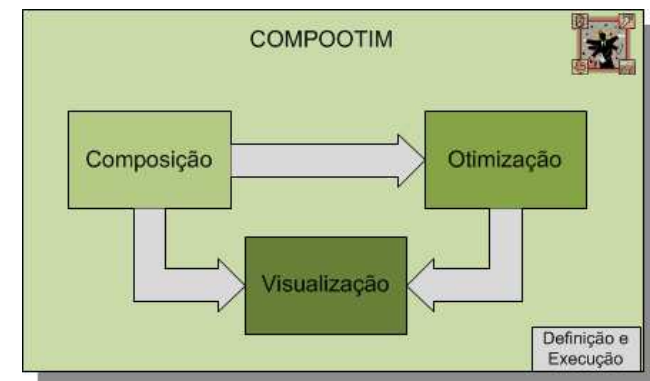 COMPOOTIM
Composição
Otimização
Visualização
Definição e
Execução